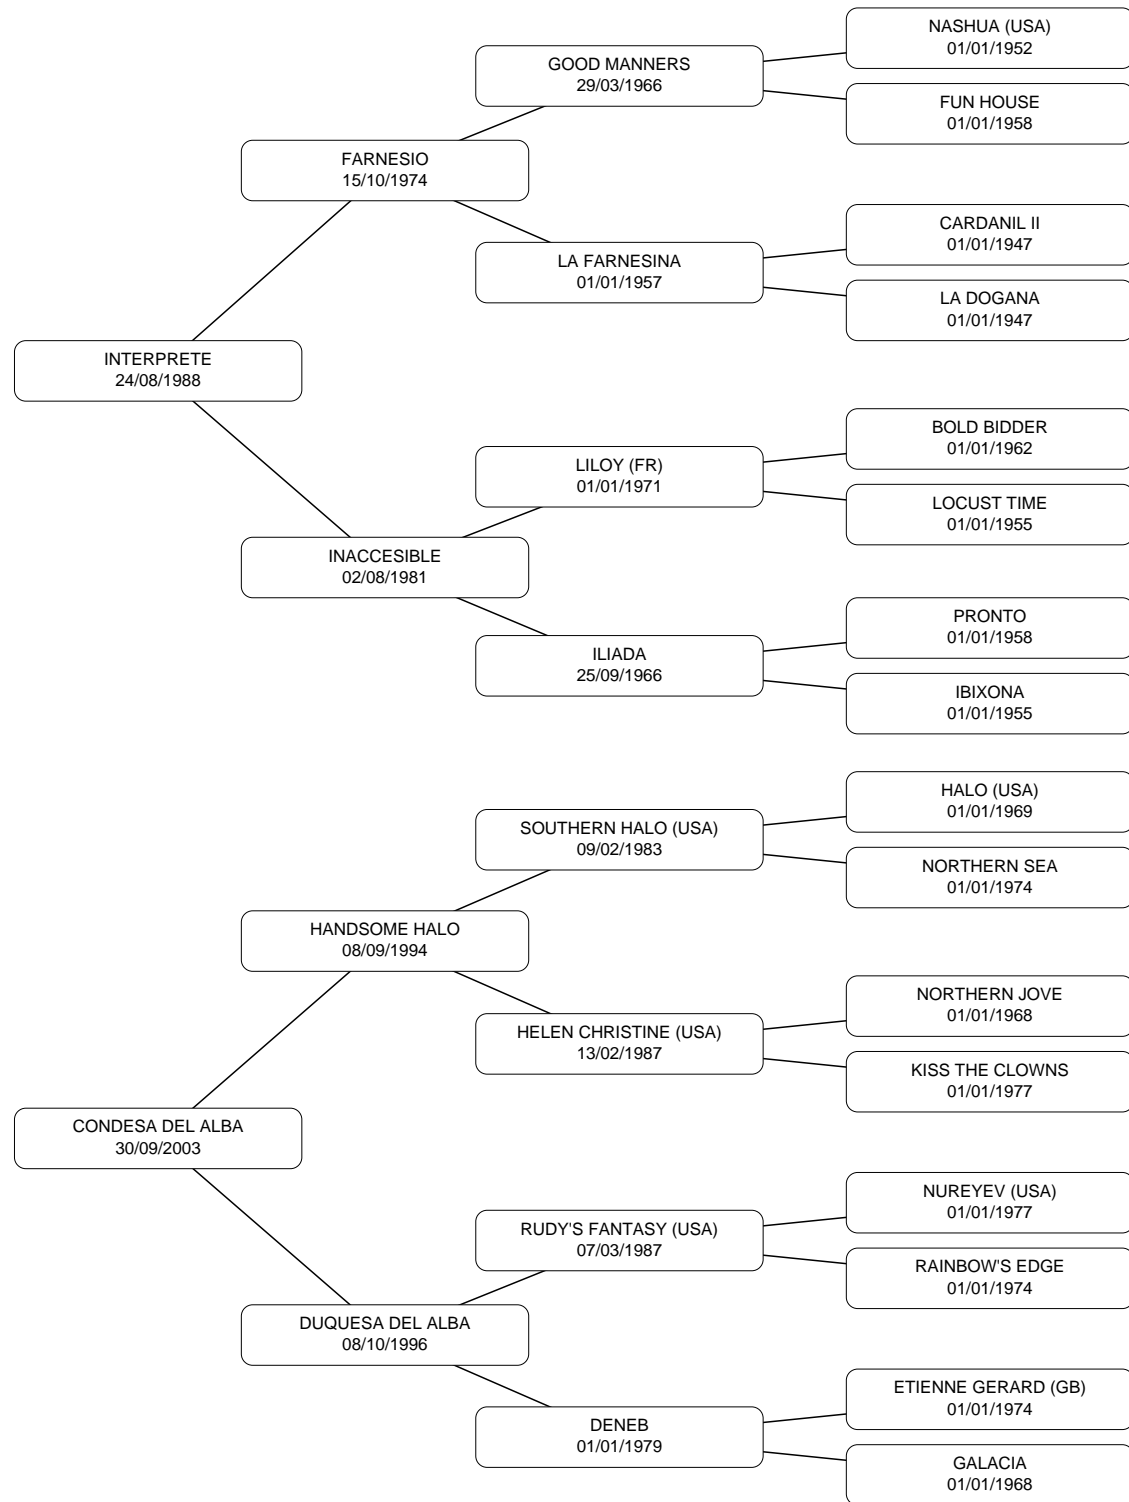 NASHUA (USA)
01/01/1952
GOOD MANNERS
29/03/1966
FUN HOUSE
01/01/1958
FARNESIO
15/10/1974
CARDANIL II
01/01/1947
LA FARNESINA
01/01/1957
LA DOGANA
01/01/1947
INTERPRETE
24/08/1988
BOLD BIDDER
01/01/1962
LILOY (FR)
01/01/1971
LOCUST TIME
01/01/1955
INACCESIBLE
02/08/1981
PRONTO
01/01/1958
ILIADA
25/09/1966
IBIXONA
01/01/1955
HALO (USA)
01/01/1969
SOUTHERN HALO (USA)
09/02/1983
NORTHERN SEA
01/01/1974
HANDSOME HALO
08/09/1994
NORTHERN JOVE
01/01/1968
HELEN CHRISTINE (USA)
13/02/1987
KISS THE CLOWNS
01/01/1977
CONDESA DEL ALBA
30/09/2003
NUREYEV (USA)
01/01/1977
RUDY'S FANTASY (USA)
07/03/1987
RAINBOW'S EDGE
01/01/1974
DUQUESA DEL ALBA
08/10/1996
ETIENNE GERARD (GB)
01/01/1974
DENEB
01/01/1979
GALACIA
01/01/1968